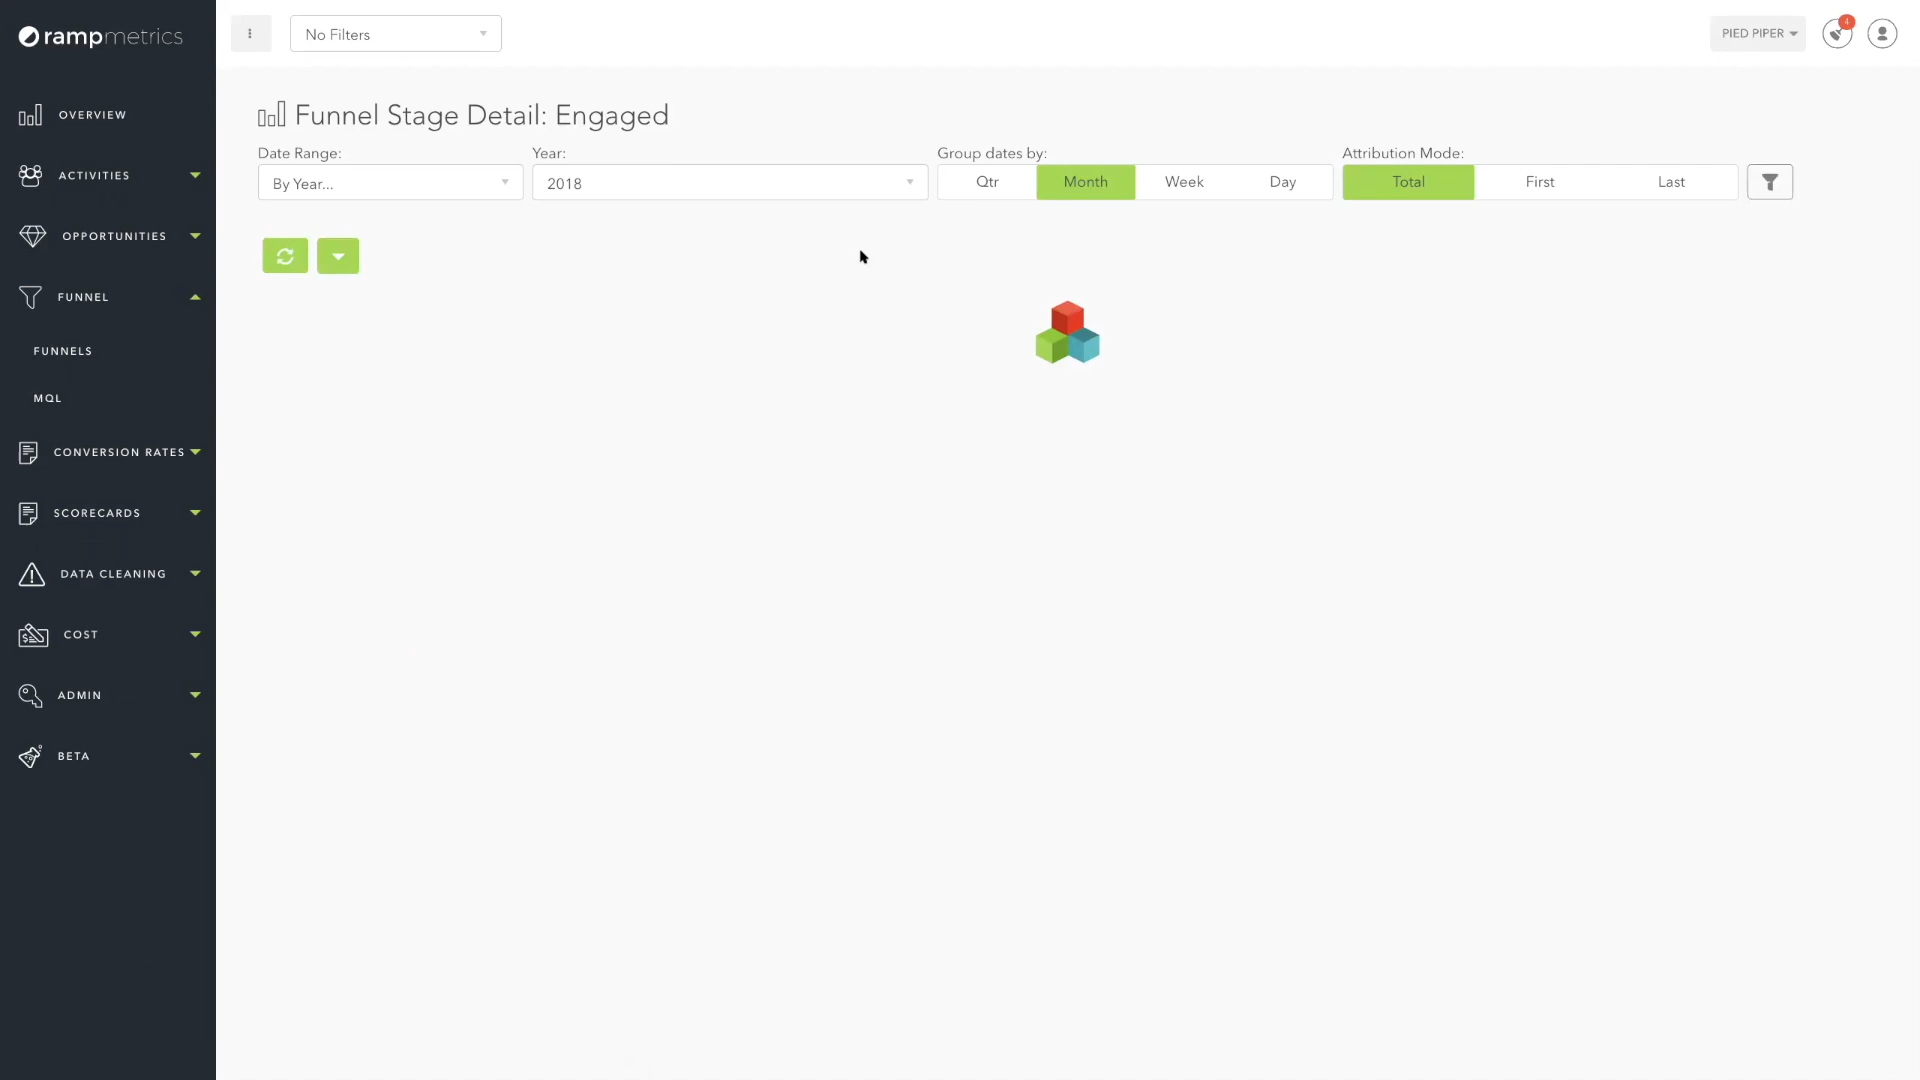 rampmetrics
No Filters
PIED PIPER
4
OVERVIEW
ACTIVITIES
OPPORTUNITIES
FUNNEL
FUNNELS
MQL
CONVERSION RATES
SCORECARDS
DATA CLEANING
COST
ADMIN
BETA
Funnel Stage Detail: Engaged
Date Range:
By Year...
Year:
2018
Group dates by:
Qtr Month Week Day
Attribution Mode:
Total First Last